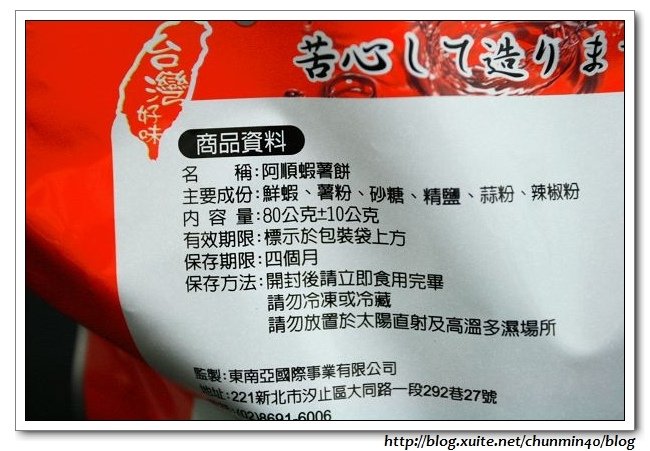 苦心して造りま
台灣
好味
商品資料
名　　稱:阿順蝦薯餅
主要成份:鮮蝦、薯粉、砂糖、精鹽、蒜粉、辣椒粉
內 容 量:80公克±10公克
有效期限:標示於包裝袋上方
保存期限:四個月
保存方法:開封後請立即食用完畢
請勿冷凍或冷藏
請勿放置於太陽直射及高溫多濕場所
監製:東南亞國際事業有限公司
地址:221新北市汐止區大同路一段292巷27號
(02)8691-6006
http://blog.xuite.net/chunmin40/blog